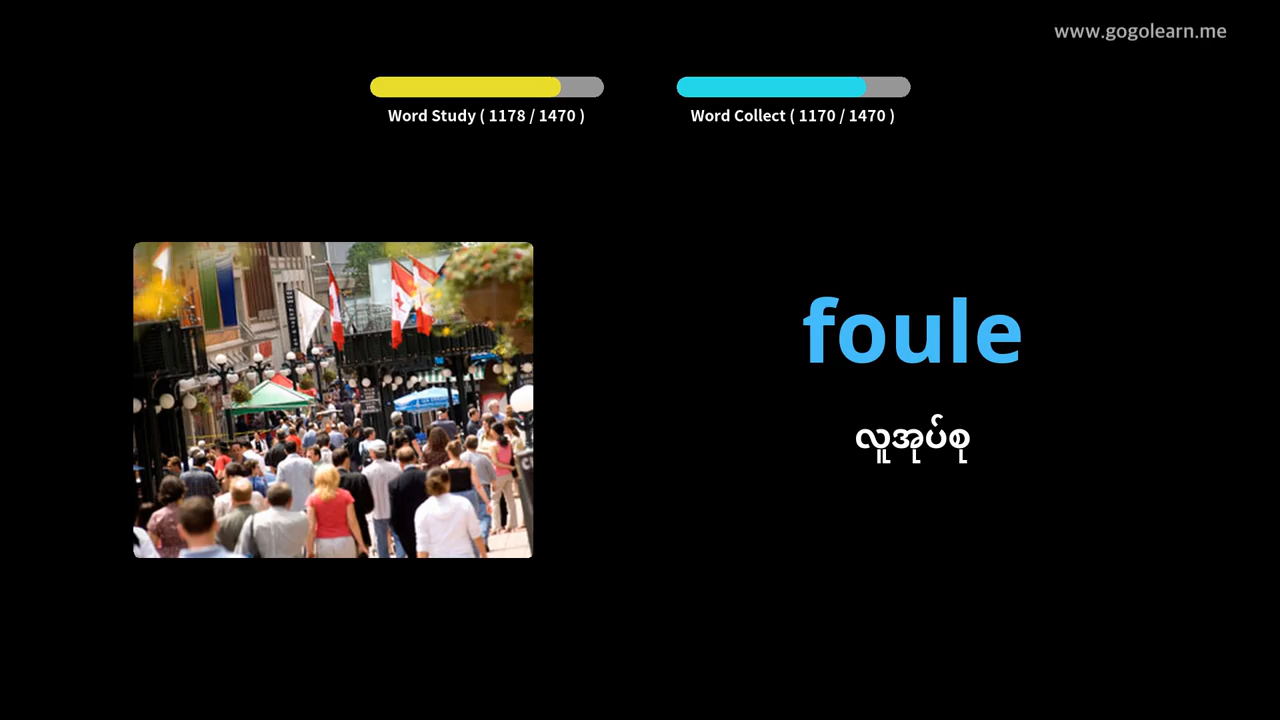 www.gogolearn.me
Word Study ( 1178 / 1470 )
Word Collect ( 1170 / 1470 )
foule
လူအုပ်စု